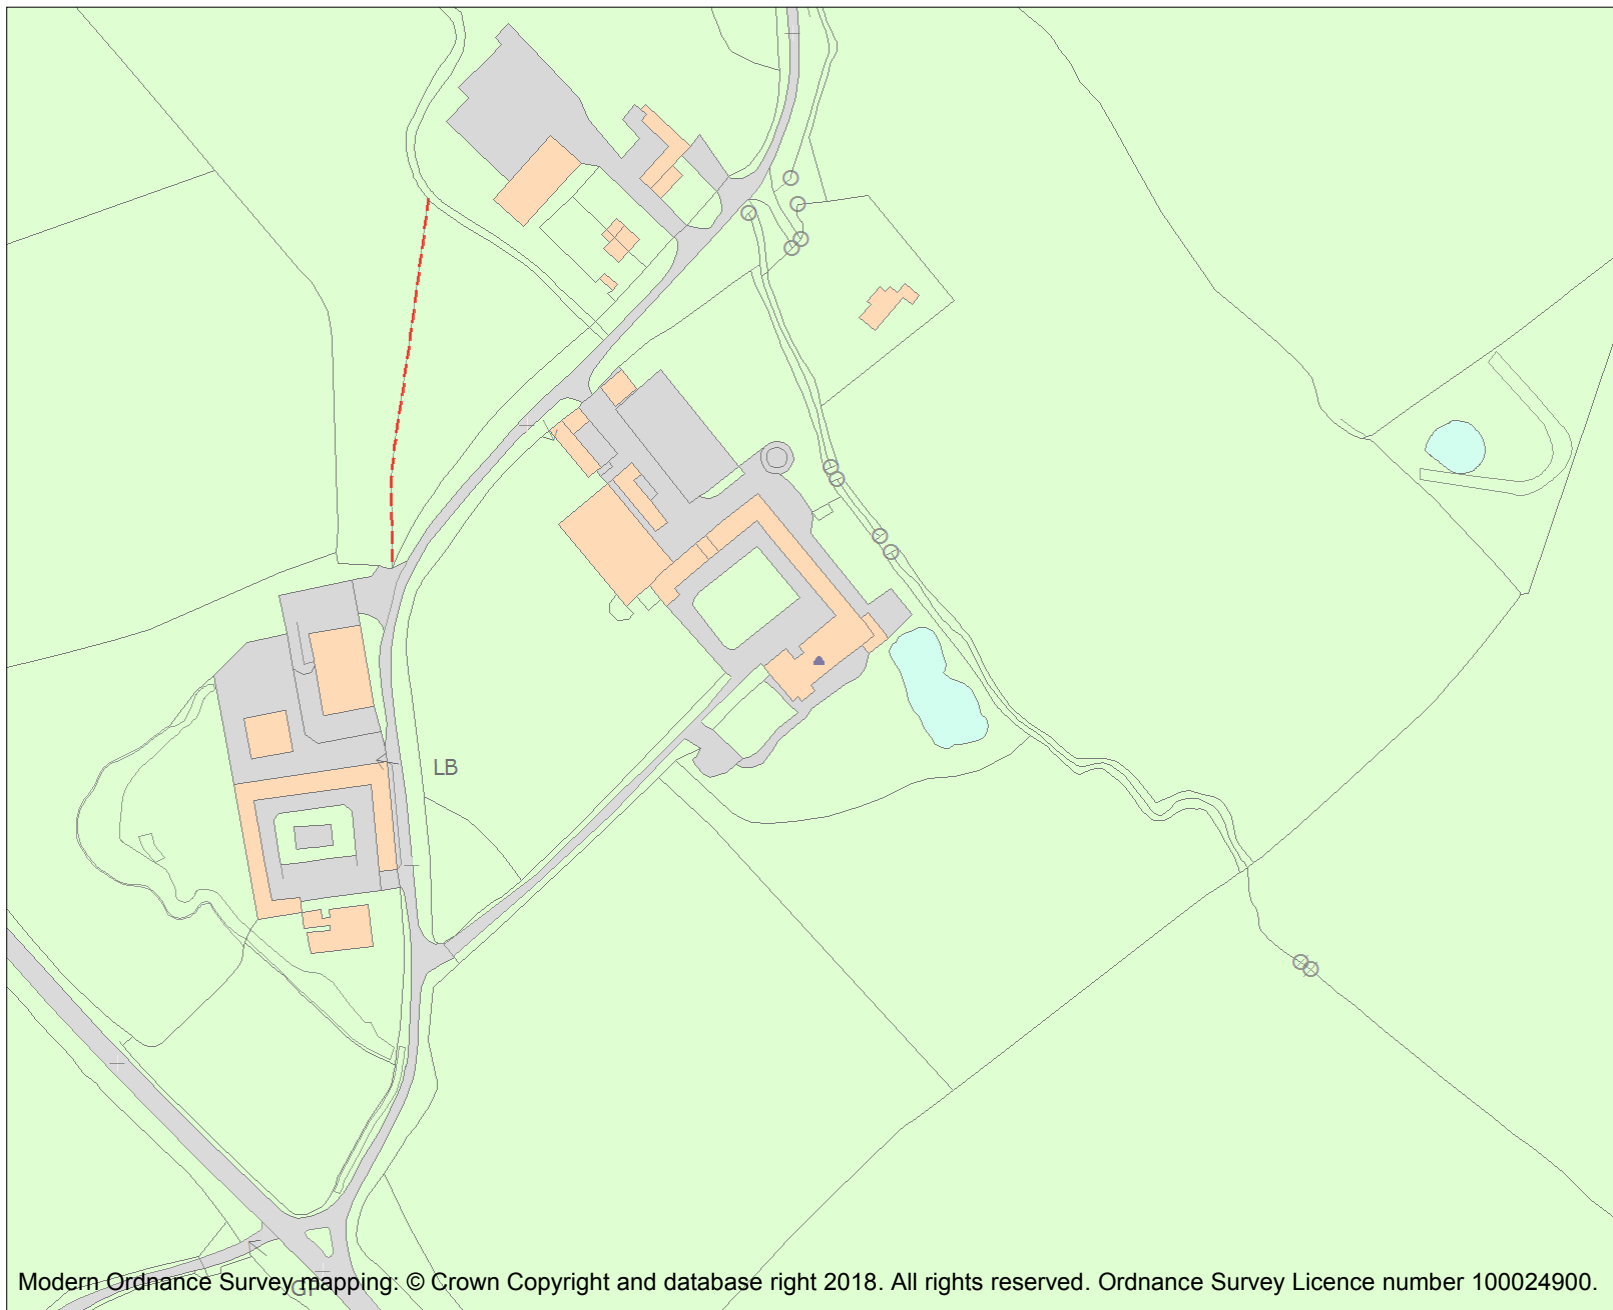 LB
GP
Modern Ordnance Survey mapping: © Crown Copyright and database right 2018. All rights reserved. Ordnance Survey Licence number 100024900.